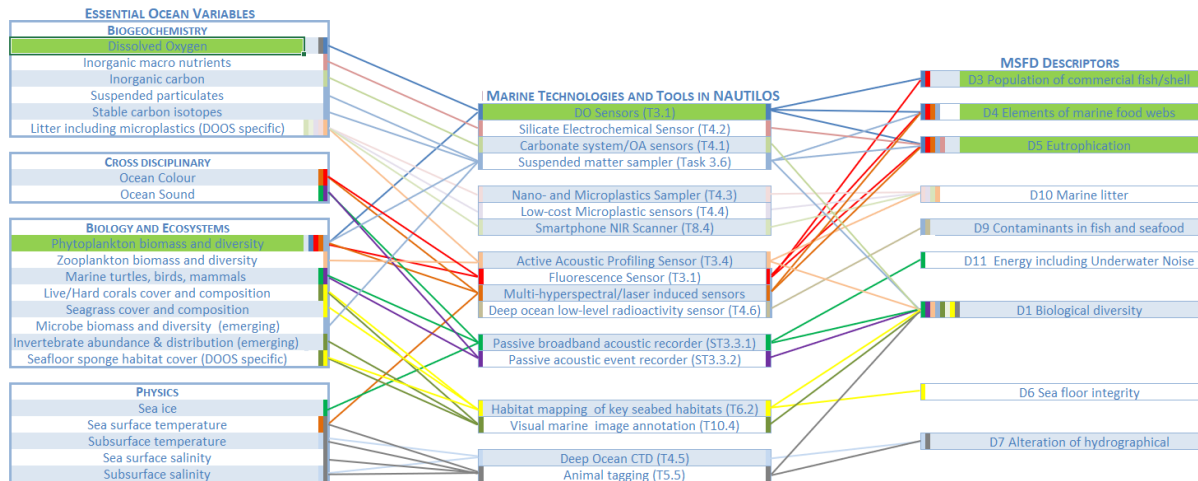 ESSENTIAL OCEAN VARIABLES
BIOGEOCHEMISTRY
Dissolved Oxygen
Inorganic macro nutrients
Inorganic carbon
Suspended particulates
Stable carbon isotopes
Litter including microplastics (DOOS specific)
CROSS DISCIPLINARY
Ocean Colour
Ocean Sound
BIOLOGY AND ECOSYSTEMS
Phytoplankton biomass and diversity
Zooplankton biomass and diversity
Marine turtles, birds, mammals
Live/Hard corals cover and composition
Seagrass cover and composition
Microbe biomass and diversity (emerging)
Invertebrate abundance & distribution (emerging)
Seafloor sponge habitat cover (DOOS specific)
PHYSICS
Sea ice
Sea surface temperature
Subsurface temperature
Sea surface salinity
Subsurface salinity
MARINE TECHNOLOGIES AND TOOLS IN NAUTILOS
DO Sensors (T3.1)
Silicate Electrochemical Sensor (T4.2)
Carbonate system/OA sensors (T4.1)
Suspended matter sampler (Task 3.6)
Nano- and Microplastics Sampler (T4.3)
Low-cost Microplastic sensors (T4.4)
Smartphone NIR Scanner (T8.4)
Active Acoustic Profiling Sensor (T3.4)
Fluorescence Sensor (T3.1)
Multi-hyperspectral/laser induced sensors
Deep ocean low-level radioactivity sensor (T4.6)
Passive broadband acoustic recorder (ST3.3.1)
Passive acoustic event recorder (ST3.3.2)
Habitat mapping of key seabed habitats (T6.2)
Visual marine image annotation (T10.4)
Deep Ocean CTD (T4.5)
Animal tagging (T5.5)
MSFD DESCRIPTORS
D3 Population of commercial fish/shell
D4 Elements of marine food webs
D5 Eutrophication
D10 Marine litter
D9 Contaminants in fish and seafood
D11 Energy including Underwater Noise
D1 Biological diversity
D6 Sea floor integrity
D7 Alteration of hydrographical